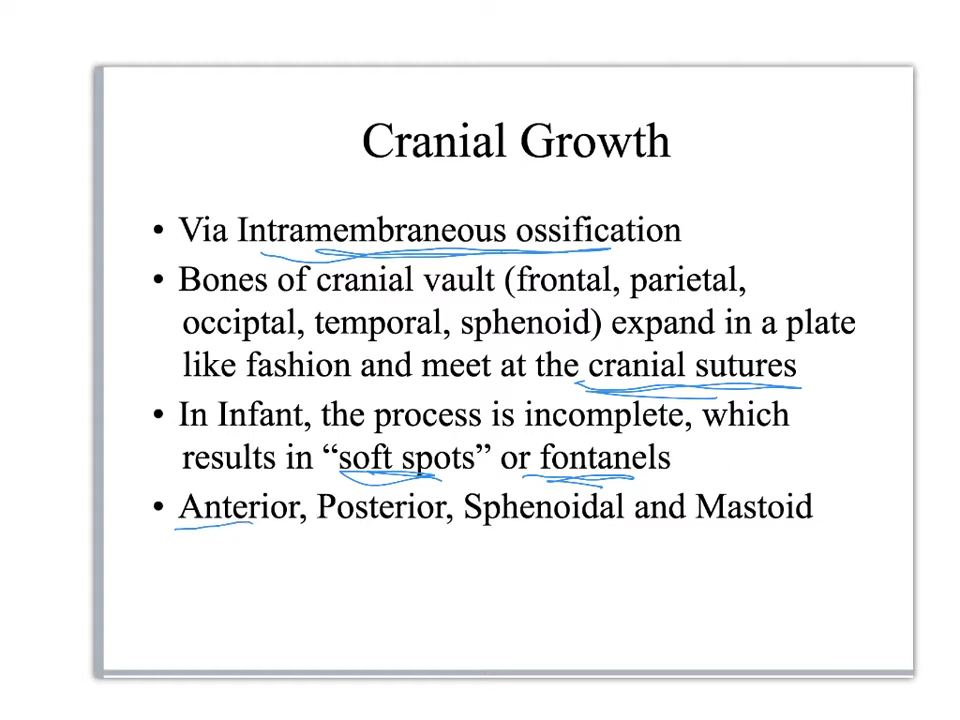 Cranial Growth
• Via Intramembraneous ossification
• Bones of cranial vault (frontal, parietal,
occiptal, temporal, sphenoid) expand in a plate
like fashion and meet at the cranial sutures
• In Infant, the process is incomplete, which
results in “soft spots” or fontanels
• Anterior, Posterior, Sphenoidal and Mastoid